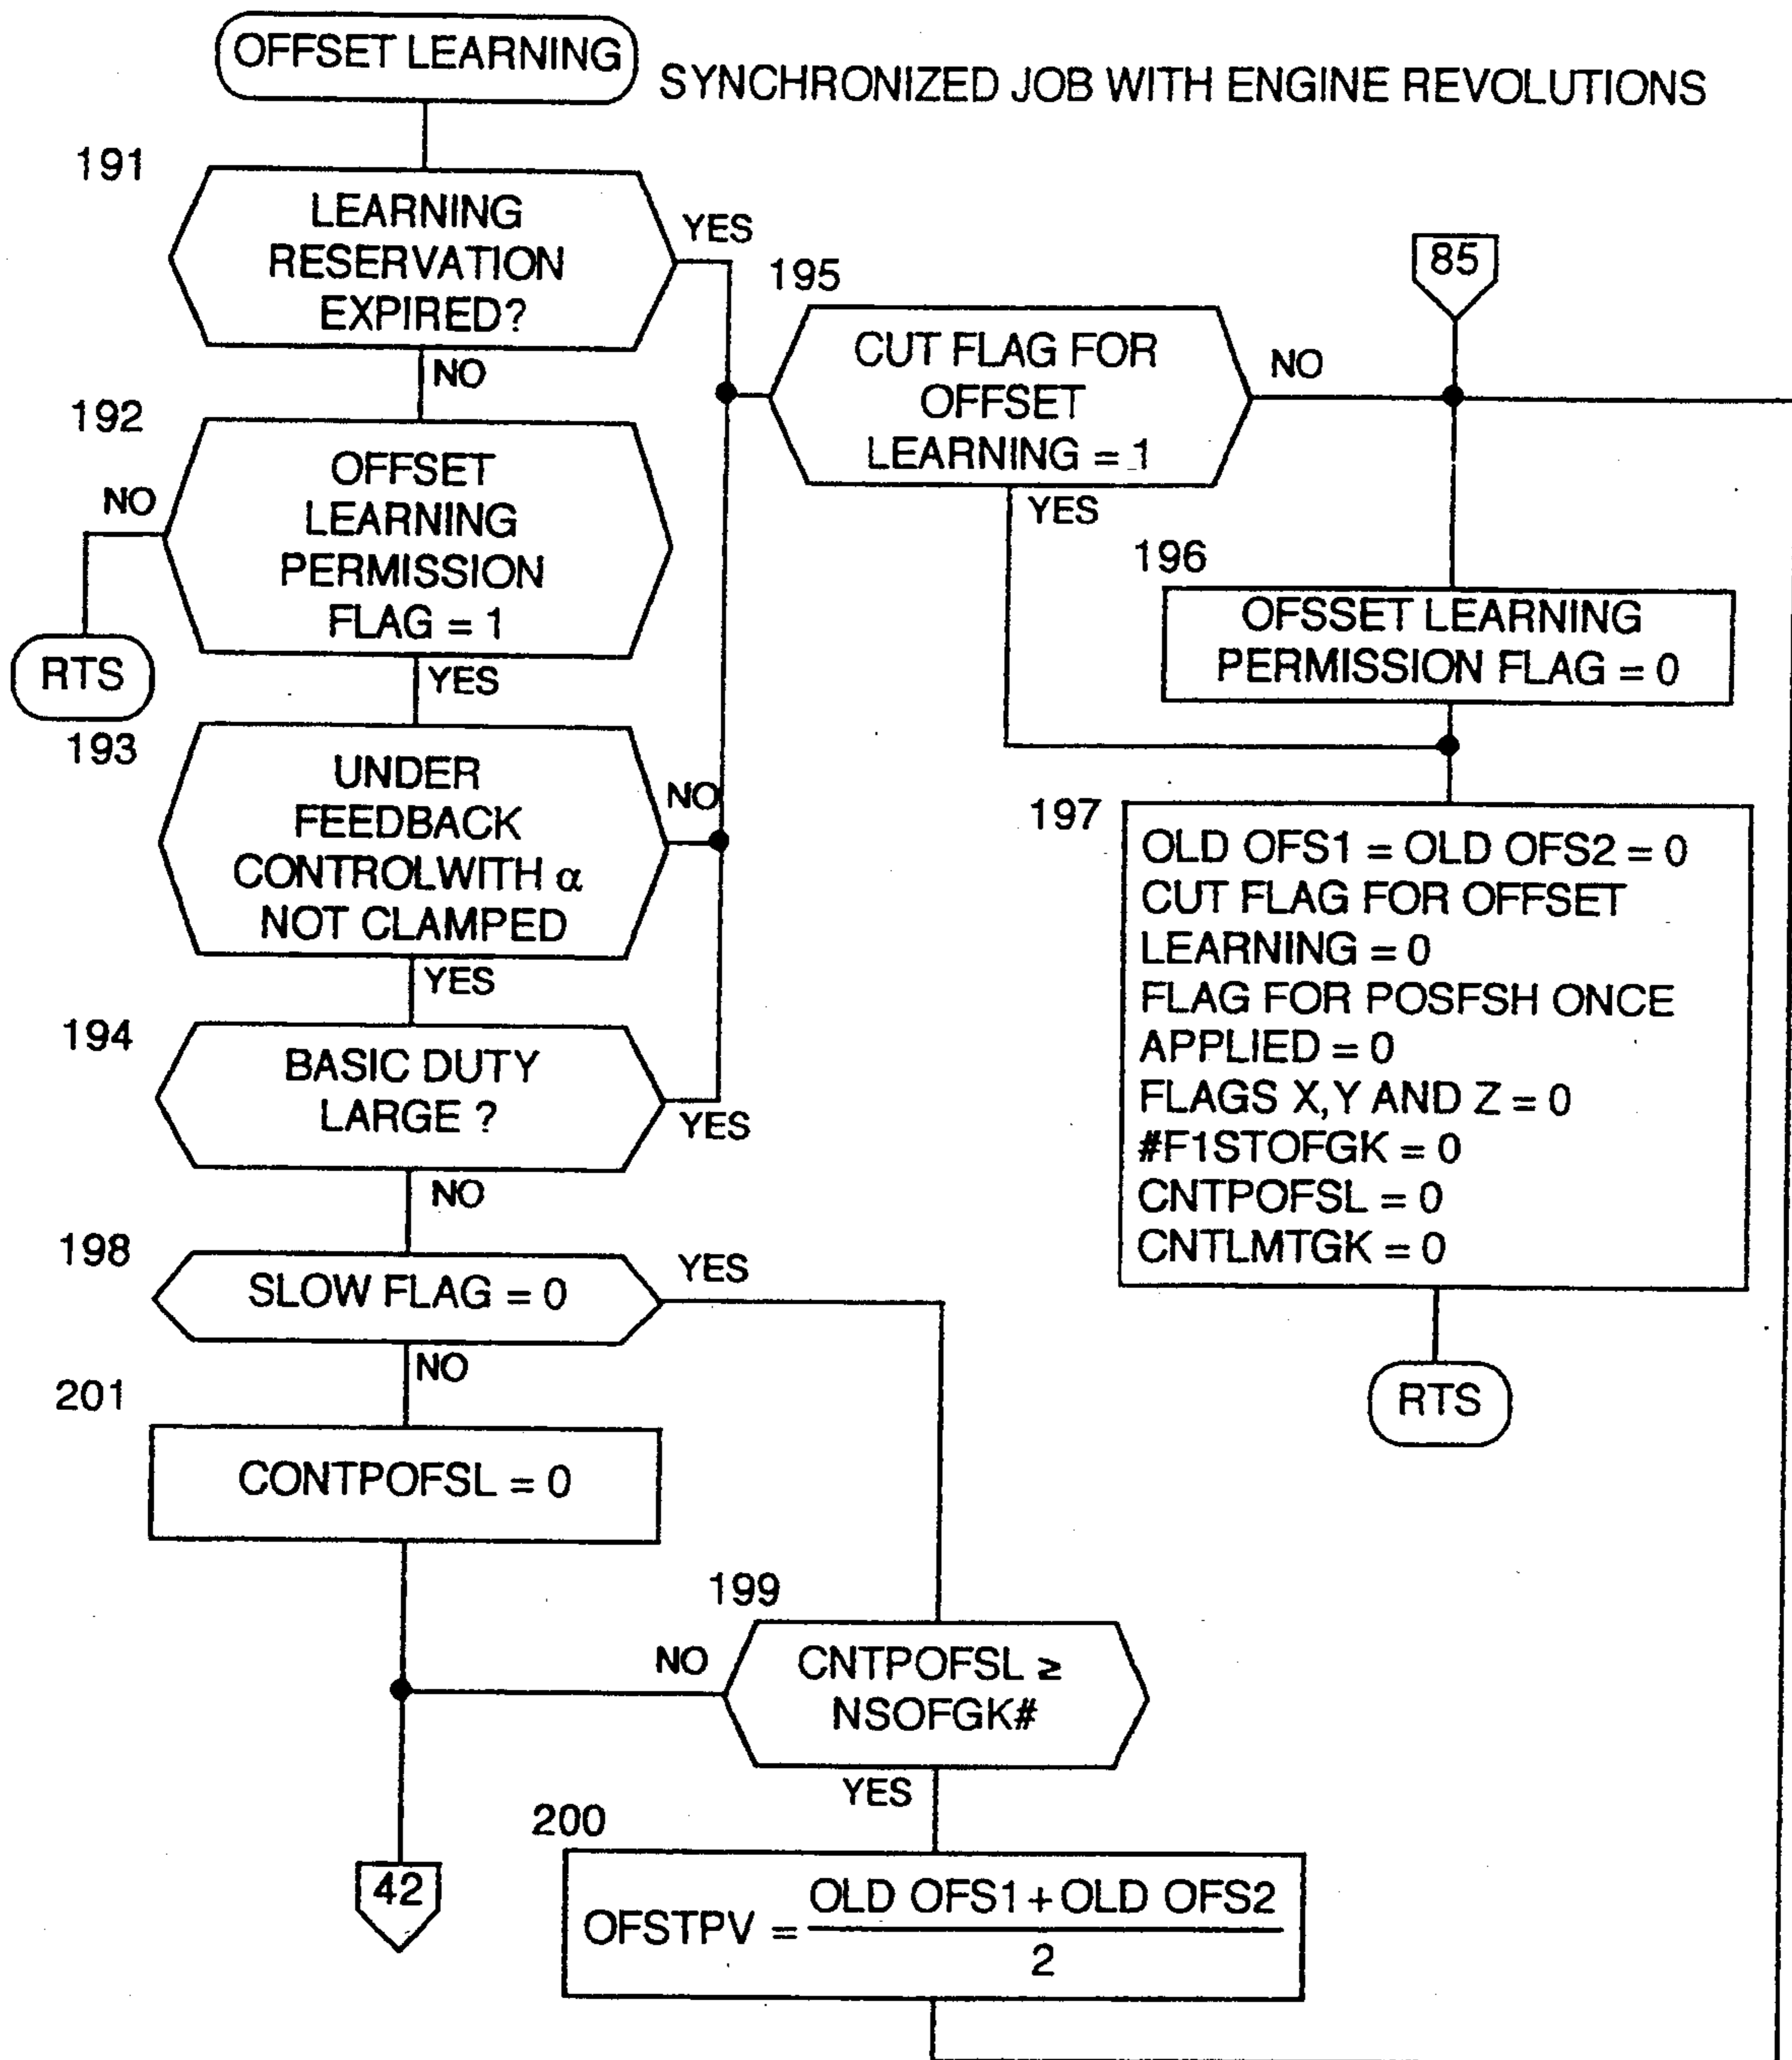 OFFSET LEARNING
SYNCHRONIZED JOB WITH ENGINE REVOLUTIONS
191
LEARNING
RESERVATION
EXPIRED?
YES
NO
192
OFFSET
LEARNING
PERMISSION
FLAG = 1
NO
RTS
YES
193
UNDER
FEEDBACK
CONTROLWITH α
NOT CLAMPED
NO
YES
194
BASIC DUTY
LARGE ?
YES
NO
195
CUT FLAG FOR
OFFSET
LEARNING = 1
NO
YES
85
196
OFSSET LEARNING
PERMISSION FLAG = 0
197
OLD OFS1 = OLD OFS2 = 0
CUT FLAG FOR OFFSET
LEARNING = 0
FLAG FOR POSFSH ONCE
APPLIED = 0
FLAGS X,Y AND Z = 0
#F1STOFGK = 0
CNTPOFSL = 0
CNTLMTGK = 0
RTS
198
SLOW FLAG = 0
YES
NO
201
CONTPOFSL = 0
199
CNTPOFSL ≥
NSOFGK#
NO
YES
42
200
OFSTPV = OLD OFS1 + OLD OFS2
2